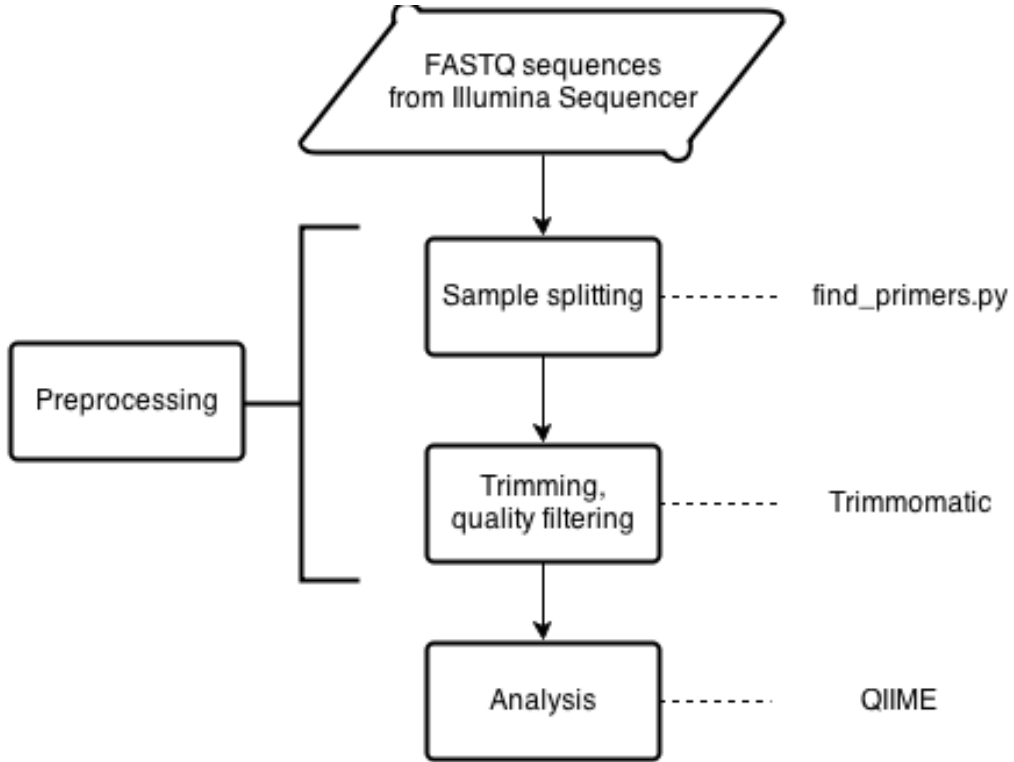 FASTQ sequences
from Illumina Sequencer
Sample splitting
find_primers.py
Preprocessing
Trimming,
quality filtering
Trimmomatic
Analysis
QIIME